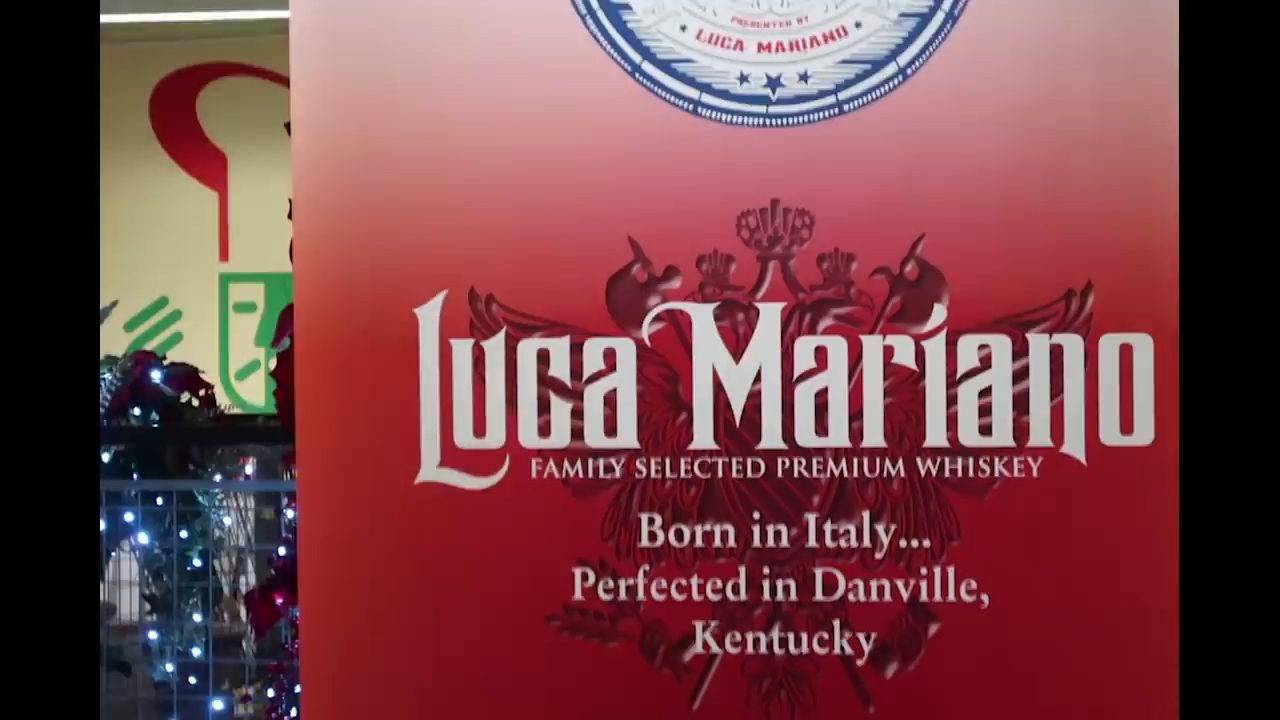 PRESENTED BY
LUCA MARIANO
Luca Mariano
FAMILY SELECTED PREMIUM WHISKEY
Born in Italy...
Perfected in Danville,
Kentucky